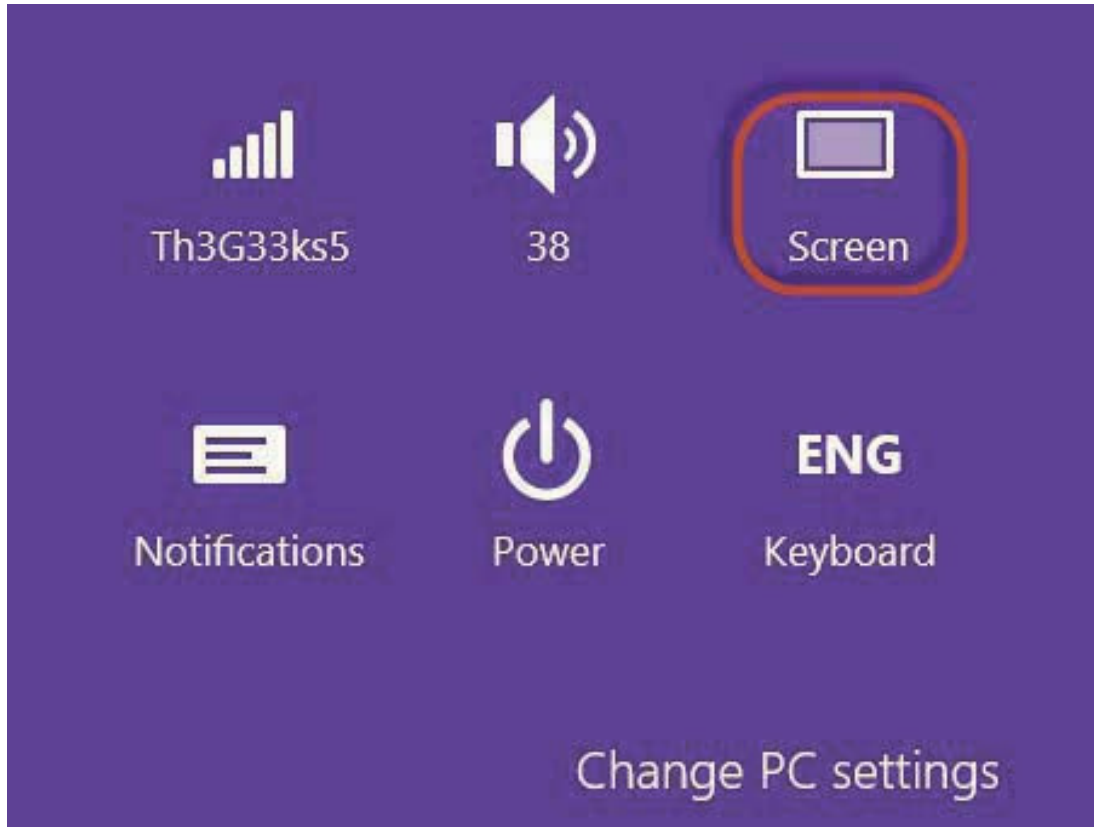 Th3G33ks5
38
Screen
Notifications
Power
ENG
Keyboard
Change PC settings